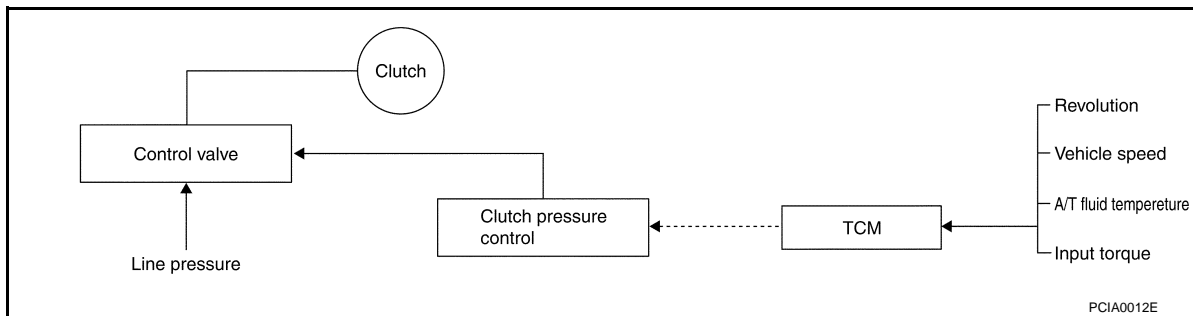 Clutch
Control valve
Line pressure
Clutch pressure
control
TCM
Revolution
Vehicle speed
A/T fluid tempereture
Input torque
PCIA0012E